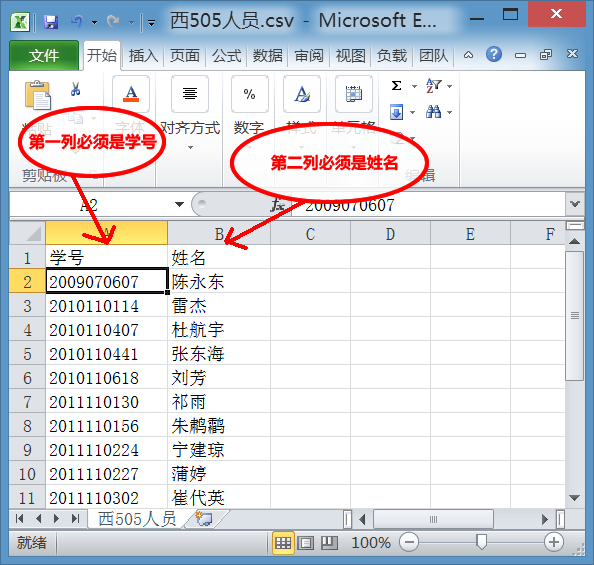 西505人员.csv - Microsoft E...
文件 开始 插入 页面 公式 数据 审阅 视图 负载 团队
粘贴 字体 对齐方式 数字 样式 单元格
剪贴板 编辑
第一列必须是学号
第二列必须是姓名
A2 fx 2009070607
A B C D E F
1 学号 姓名
2 2009070607 陈永东
3 2010110114 雷杰
4 2010110407 杜航宇
5 2010110441 张东海
6 2010110618 刘芳
7 2011110130 祁雨
8 2011110156 朱鹔鹴
9 2011110224 宁建琼
10 2011110227 蒲婷
11 2011110302 崔代英
西505人员
就绪 100%